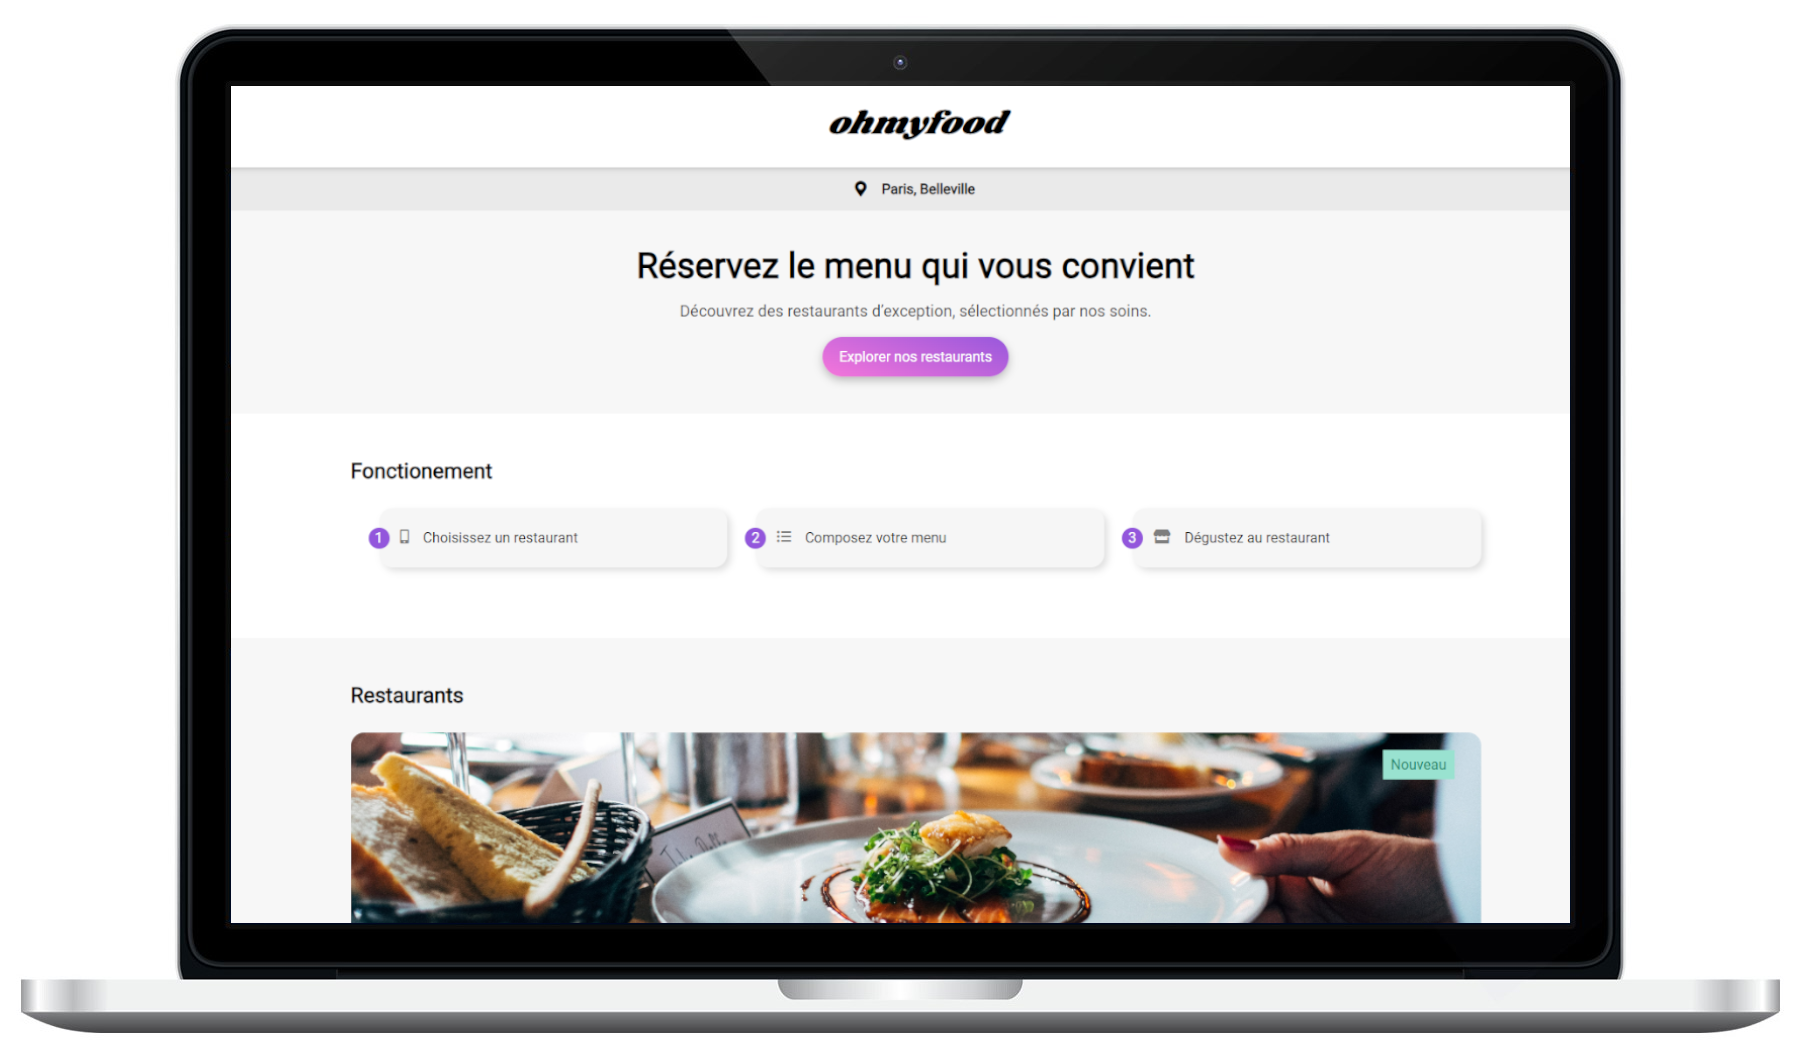 ohmyfood
Paris, Belleville
Réservez le menu qui vous convient
Découvrez des restaurants d'exception, sélectionnés par nos soins.
Explorer nos restaurants
Fonctionement
1 Choisissez un restaurant
2 Composez votre menu
3 Dégustez au restaurant
Restaurants
Nouveau